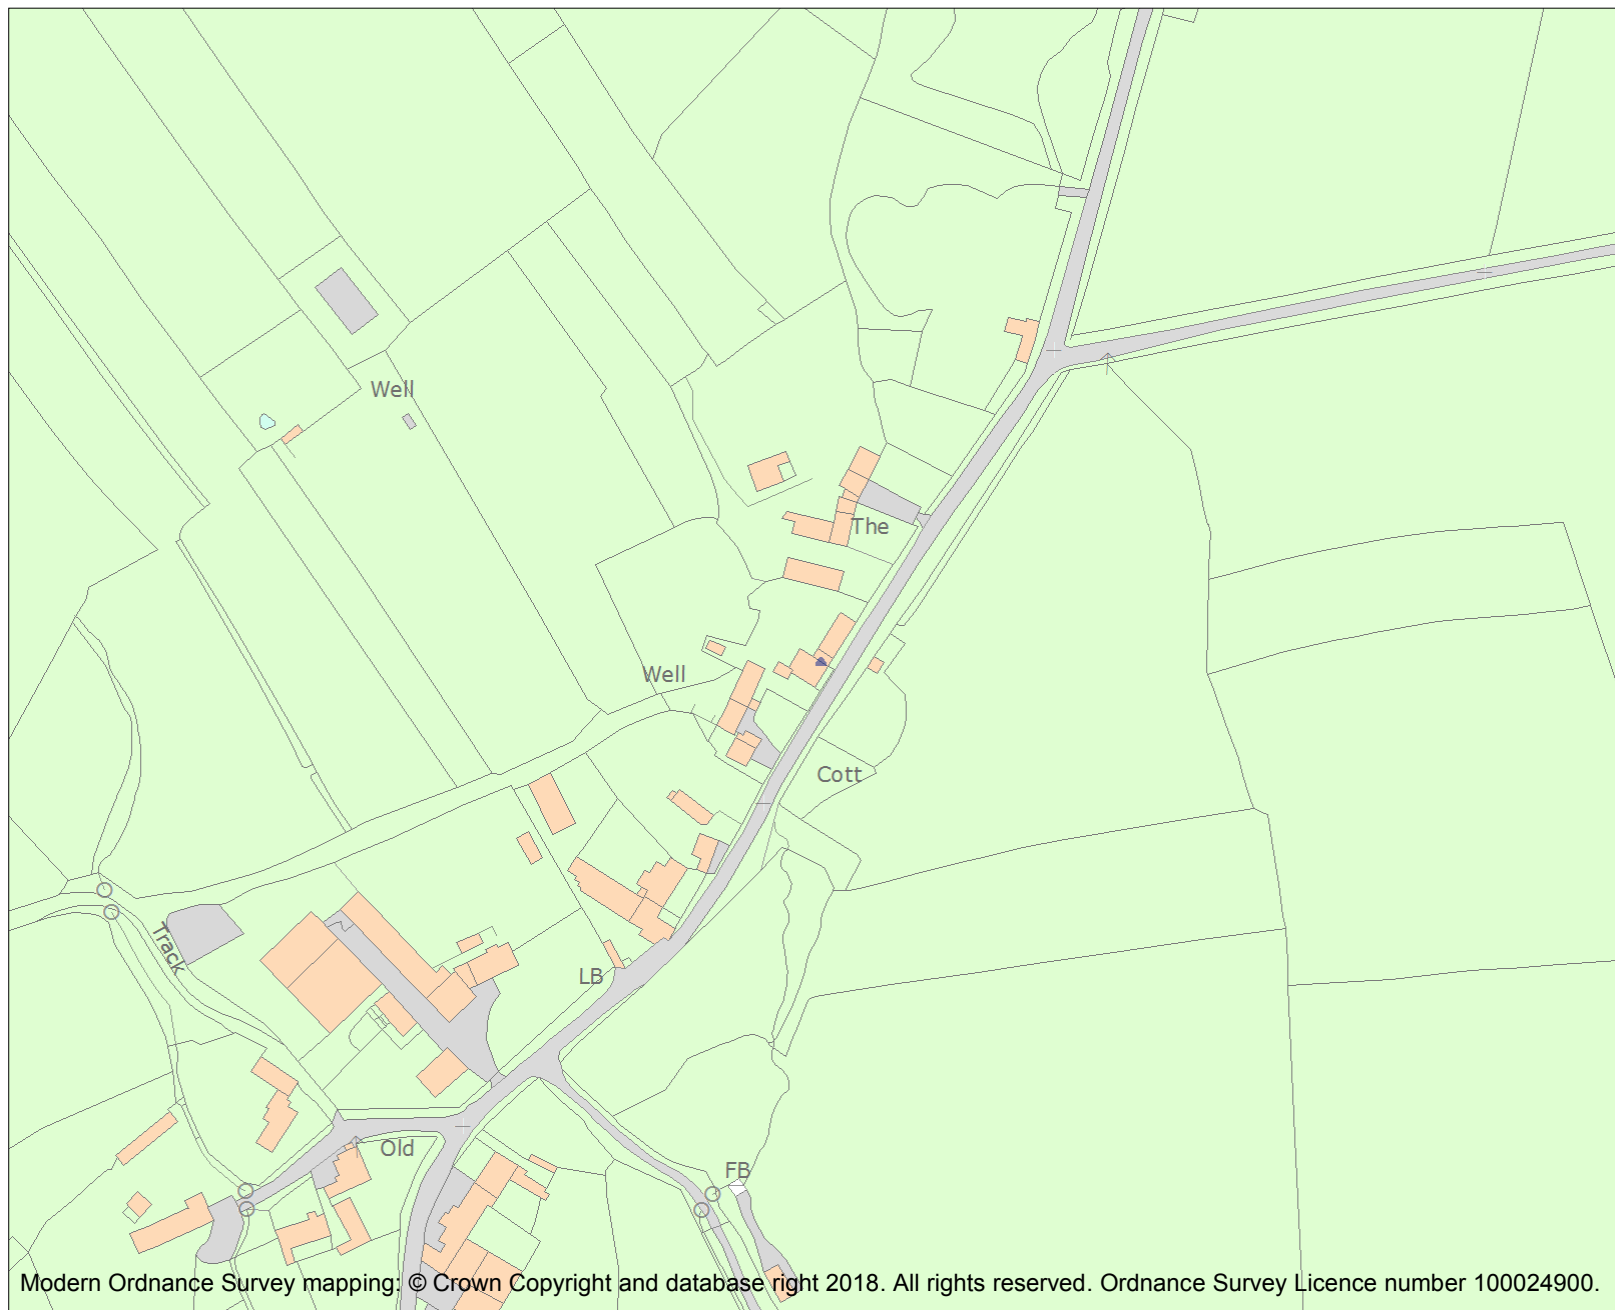 Well
The
Well
Cott
Track
LB
Old
FB
Modern Ordnance Survey mapping: © Crown Copyright and database right 2018. All rights reserved. Ordnance Survey Licence number 100024900.